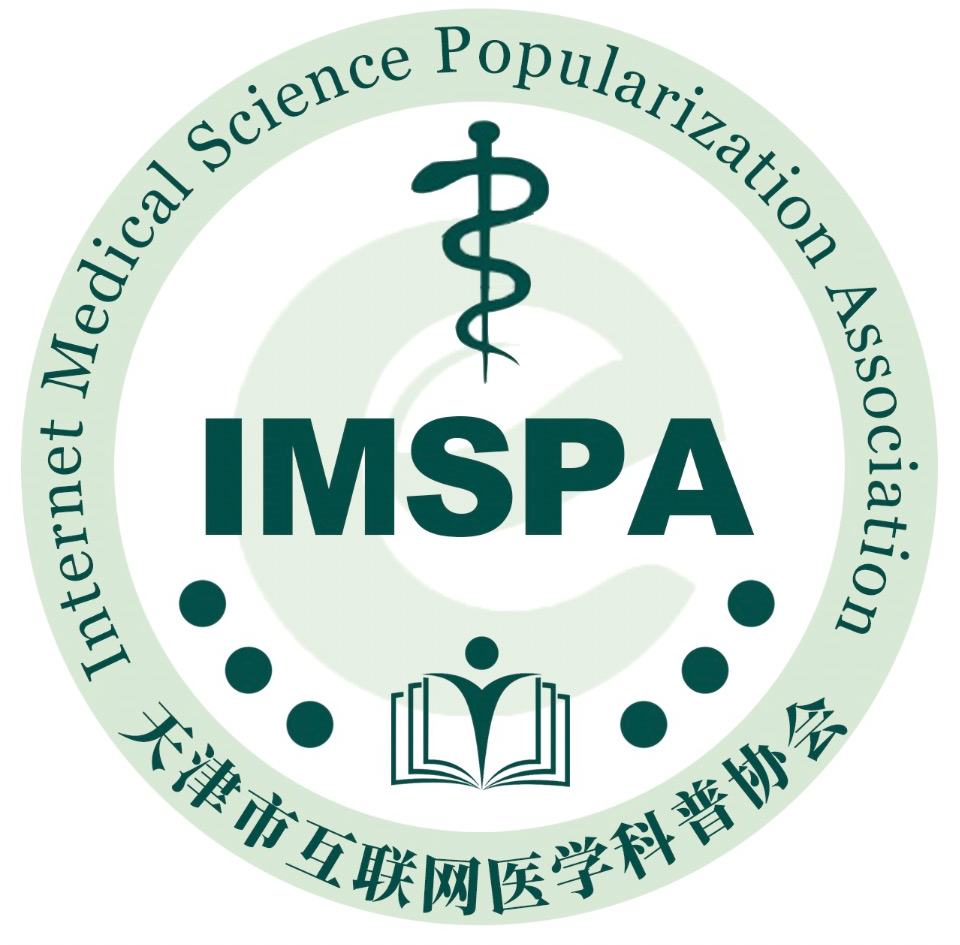 Internet Medical Science Popularization Association
IMSPA
天津市互联网医学科普协会